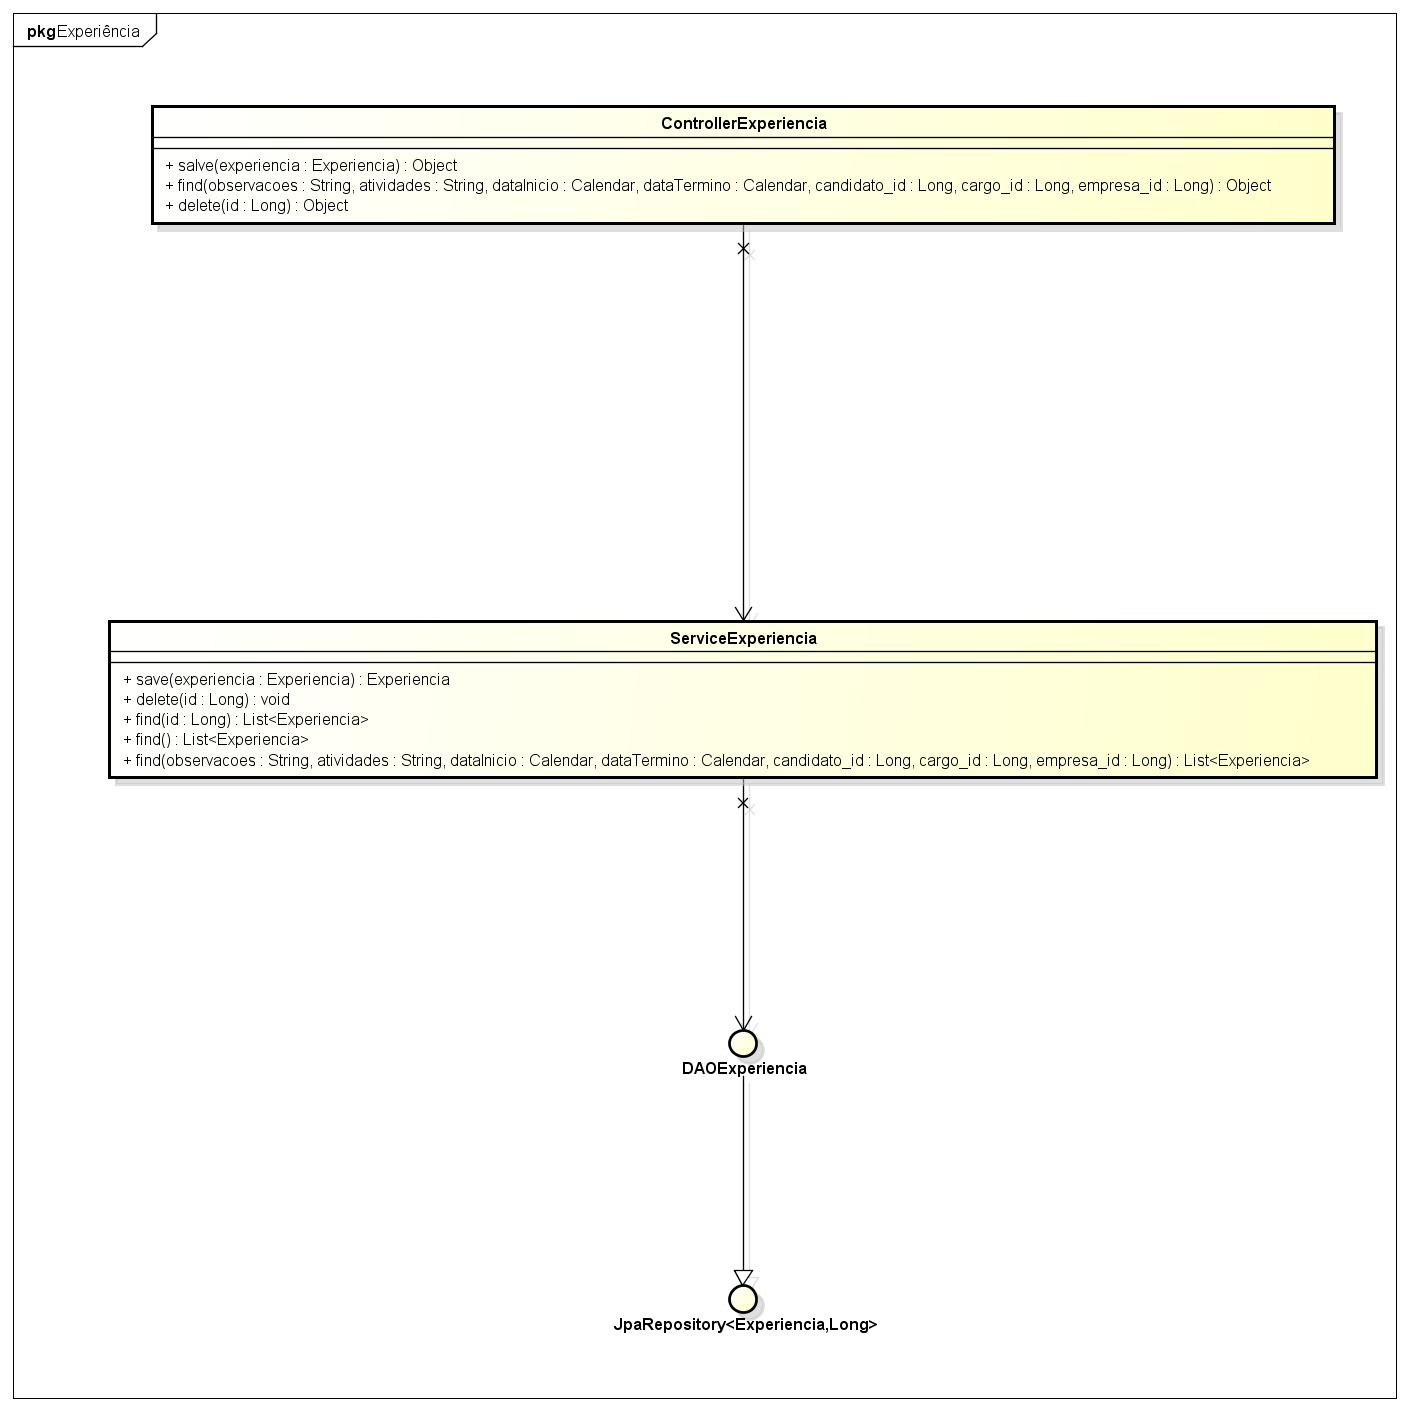 pkgExperiência
ControllerExperiencia
+ salve(experiencia : Experiencia) : Object
+ find(observacoes : String, atividades : String, dataInicio : Calendar, dataTermino : Calendar, candidato_id : Long, cargo_id : Long, empresa_id : Long) : Object
+ delete(id : Long) : Object
ServiceExperiencia
+ save(experiencia : Experiencia) : Experiencia
+ delete(id : Long) : void
+ find(id : Long) : List<Experiencia>
+ find() : List<Experiencia>
+ find(observacoes : String, atividades : String, dataInicio : Calendar, dataTermino : Calendar, candidato_id : Long, cargo_id : Long, empresa_id : Long) : List<Experiencia>
DAOExperiencia
JpaRepository<Experiencia,Long>